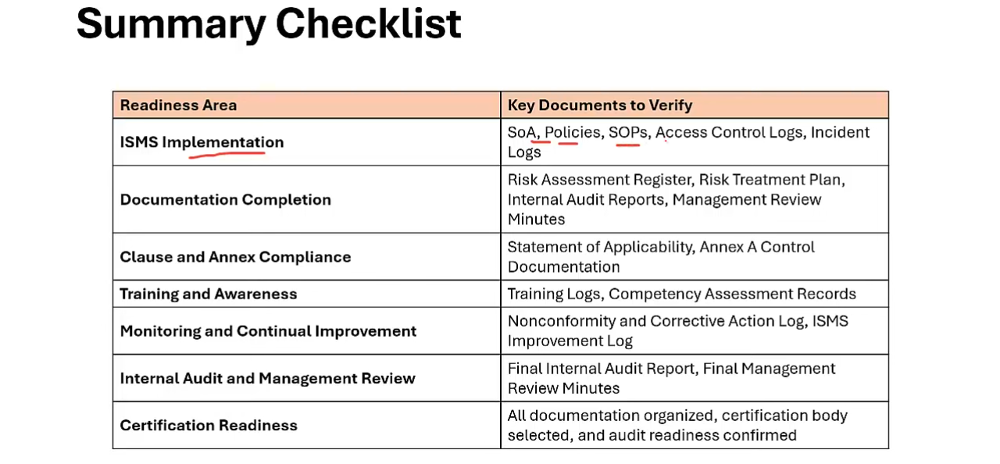 Summary Checklist
Readiness Area
Key Documents to Verify
ISMS Implementation
SoA, Policies, SOPs, Access Control Logs, Incident
Logs
Documentation Completion
Risk Assessment Register, Risk Treatment Plan,
Internal Audit Reports, Management Review
Minutes
Clause and Annex Compliance
Statement of Applicability, Annex A Control
Documentation
Training and Awareness
Training Logs, Competency Assessment Records
Monitoring and Continual Improvement
Nonconformity and Corrective Action Log, ISMS
Improvement Log
Internal Audit and Management Review
Final Internal Audit Report, Final Management
Review Minutes
Certification Readiness
All documentation organized, certification body
selected, and audit readiness confirmed